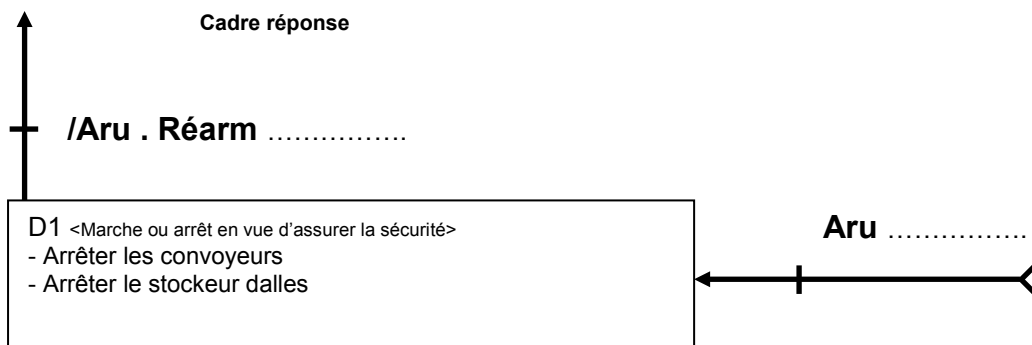 Cadre réponse
/Aru . Réarm ................
Aru ................
D1 <Marche ou arrêt en vue d’assurer la sécurité>
- Arrêter les convoyeurs
- Arrêter le stockeur dalles